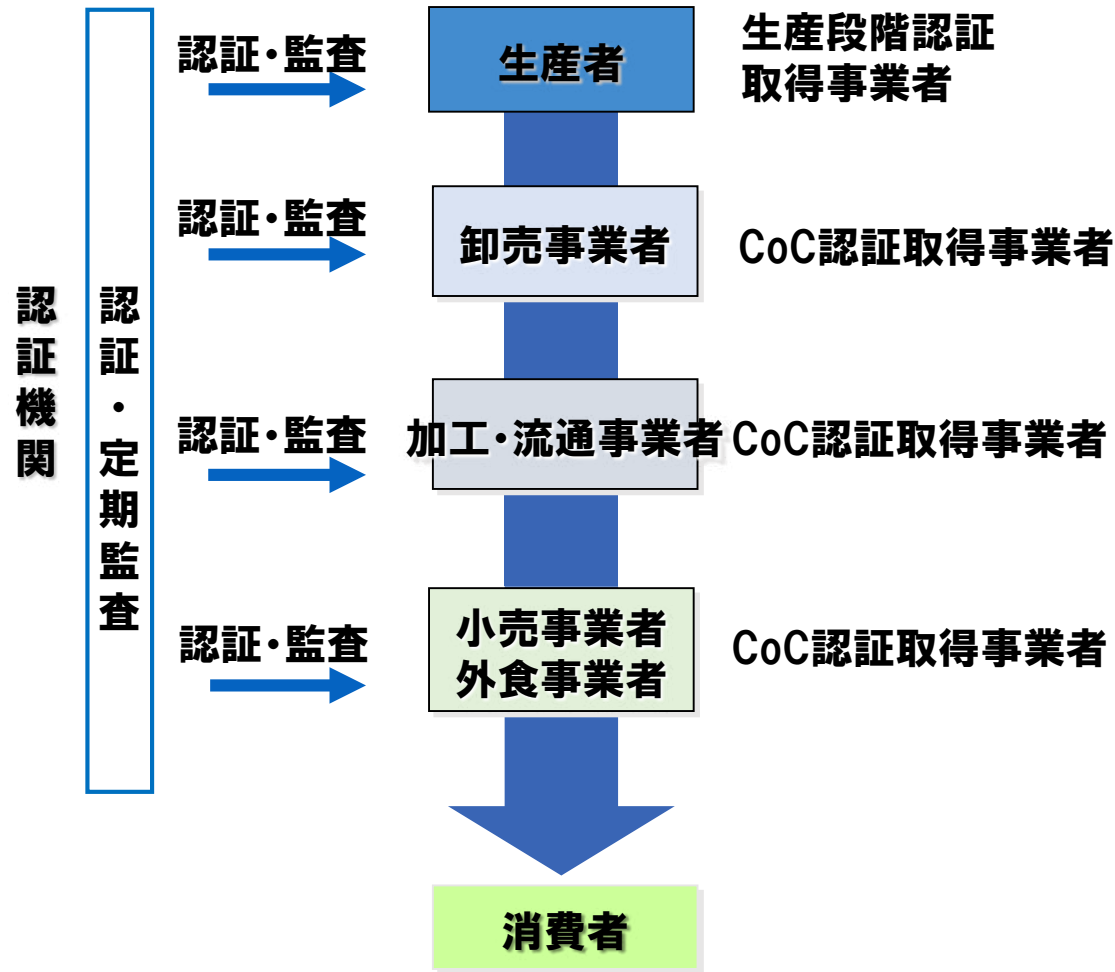 認証機関
認証・定期監査
認証・監査
生産者
生産段階認証
取得事業者
認証・監査
卸売事業者
CoC認証取得事業者
認証・監査
加工・流通事業者
CoC認証取得事業者
認証・監査
小売事業者
外食事業者
CoC認証取得事業者
消費者